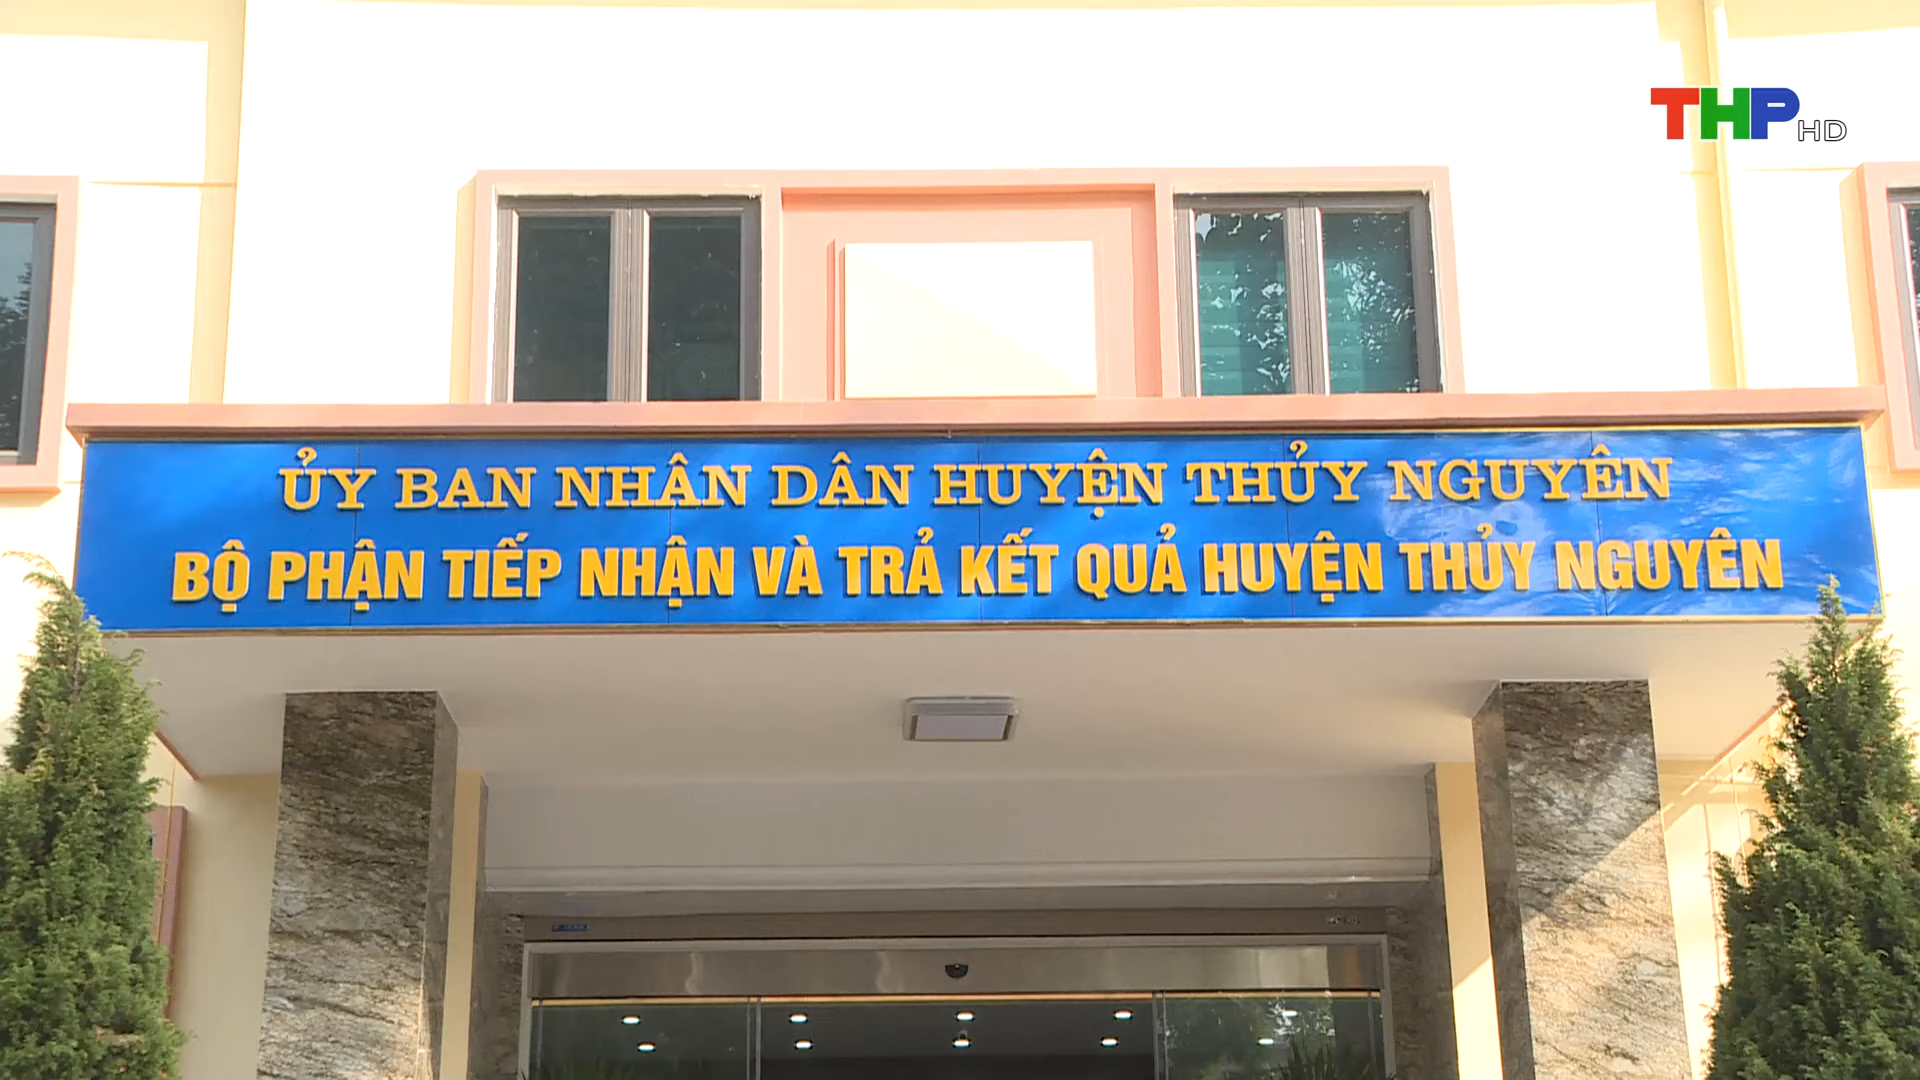 THP HD
ỦY BAN NHÂN DÂN HUYỆN THỦY NGUYÊN
BỘ PHẬN TIẾP NHẬN VÀ TRẢ KẾT QUẢ HUYỆN THỦY NGUYÊN